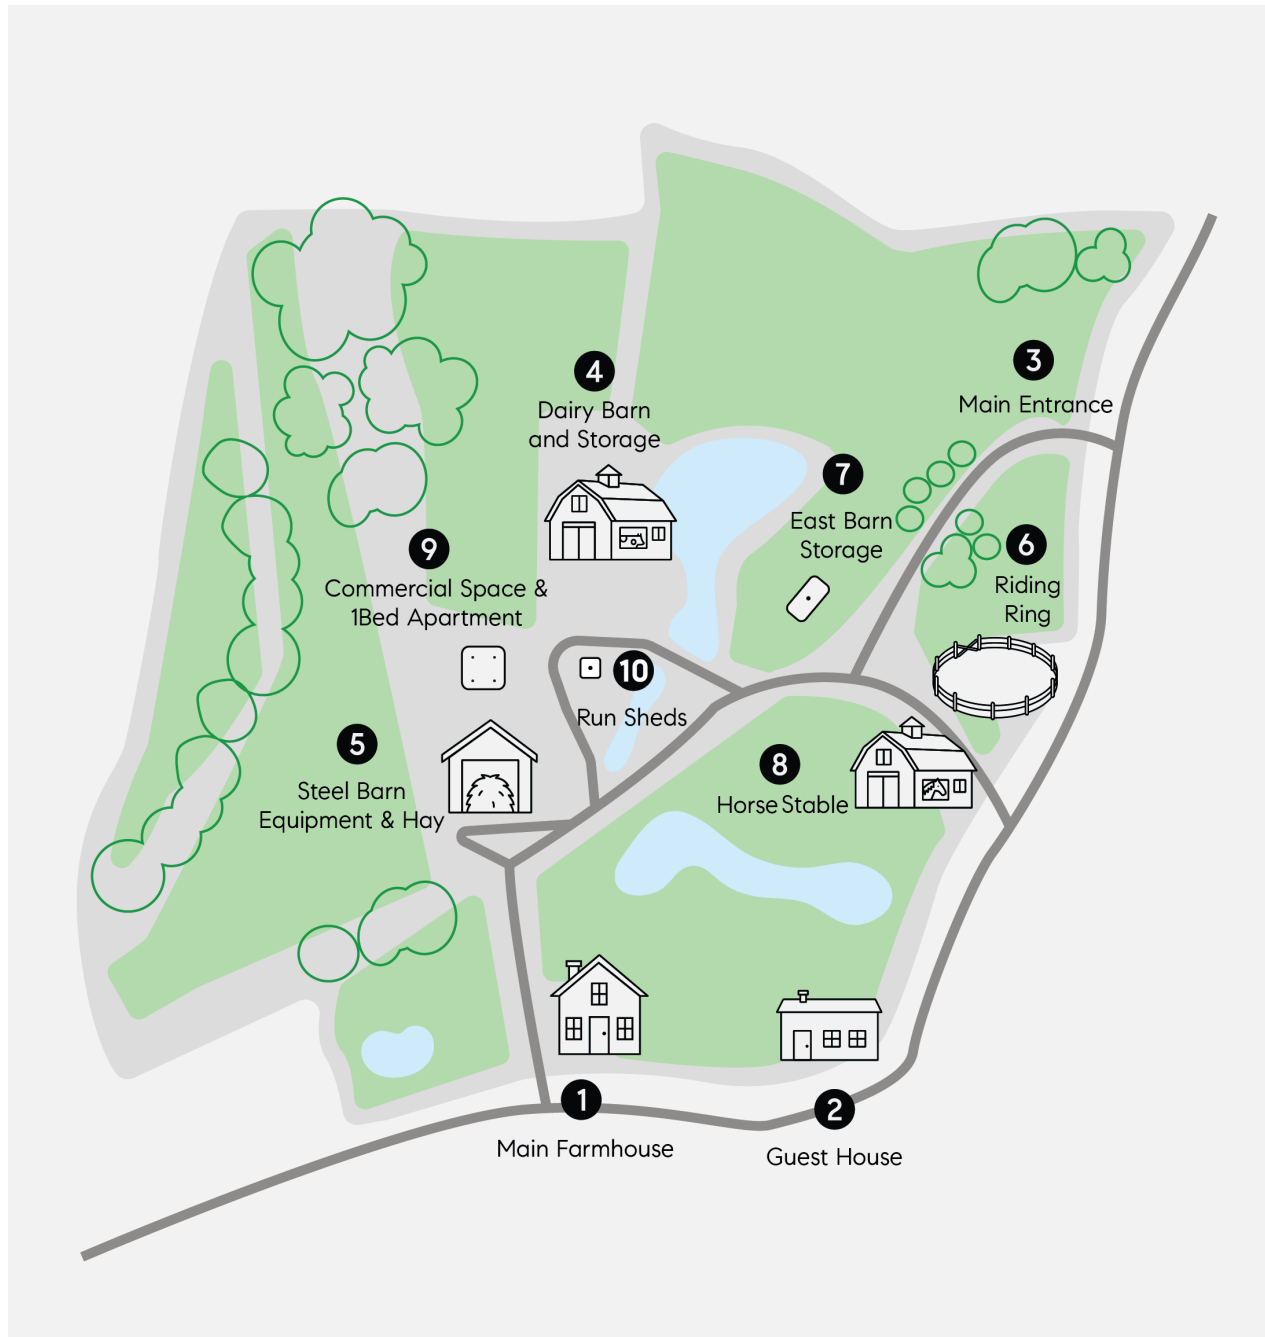 3
Main Entrance
4
Dairy Barn
and Storage
7
East Barn
Storage
6
Riding
Ring
9
Commercial Space &
1Bed Apartment
10
Run Sheds
5
Steel Barn
Equipment & Hay
8
Horse Stable
1
Main Farmhouse
2
Guest House